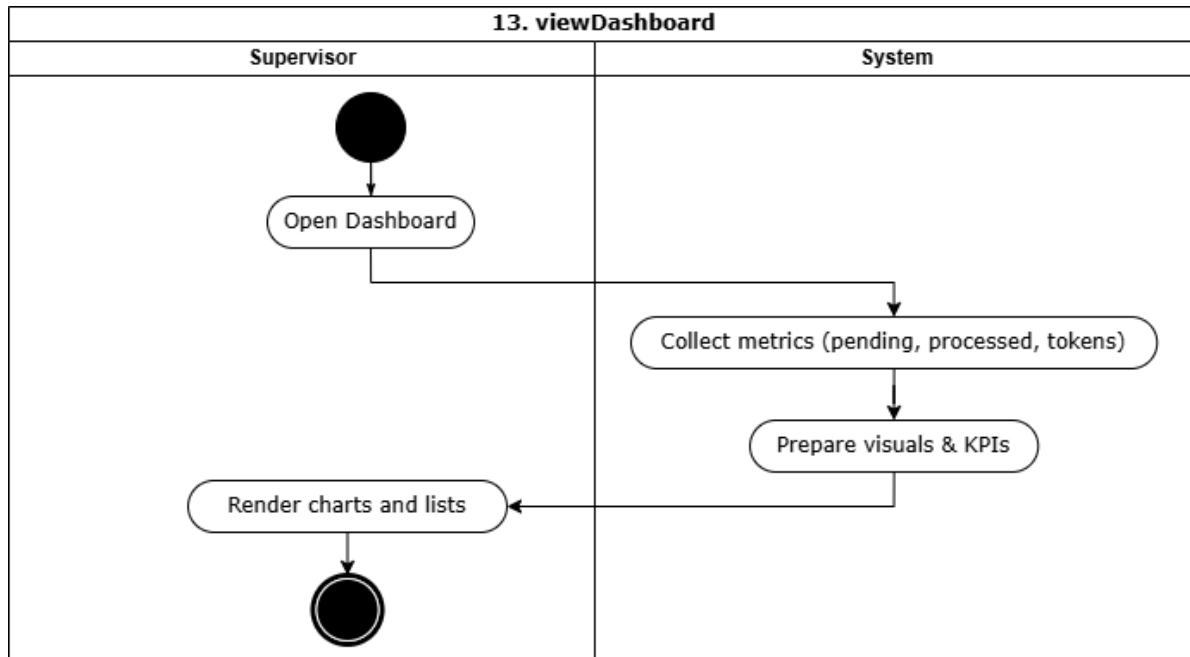 13. viewDashboard
Supervisor
System
Open Dashboard
Collect metrics (pending, processed, tokens)
Prepare visuals & KPIs
Render charts and lists